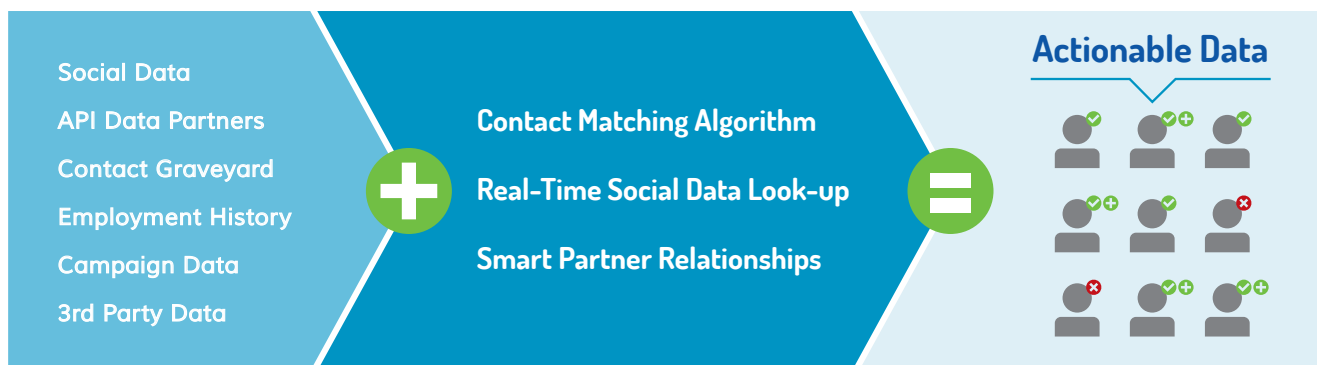 Social Data
API Data Partners
Contact Graveyard
Employment History
Campaign Data
3rd Party Data
Contact Matching Algorithm
Real-Time Social Data Look-up
Smart Partner Relationships
Actionable Data